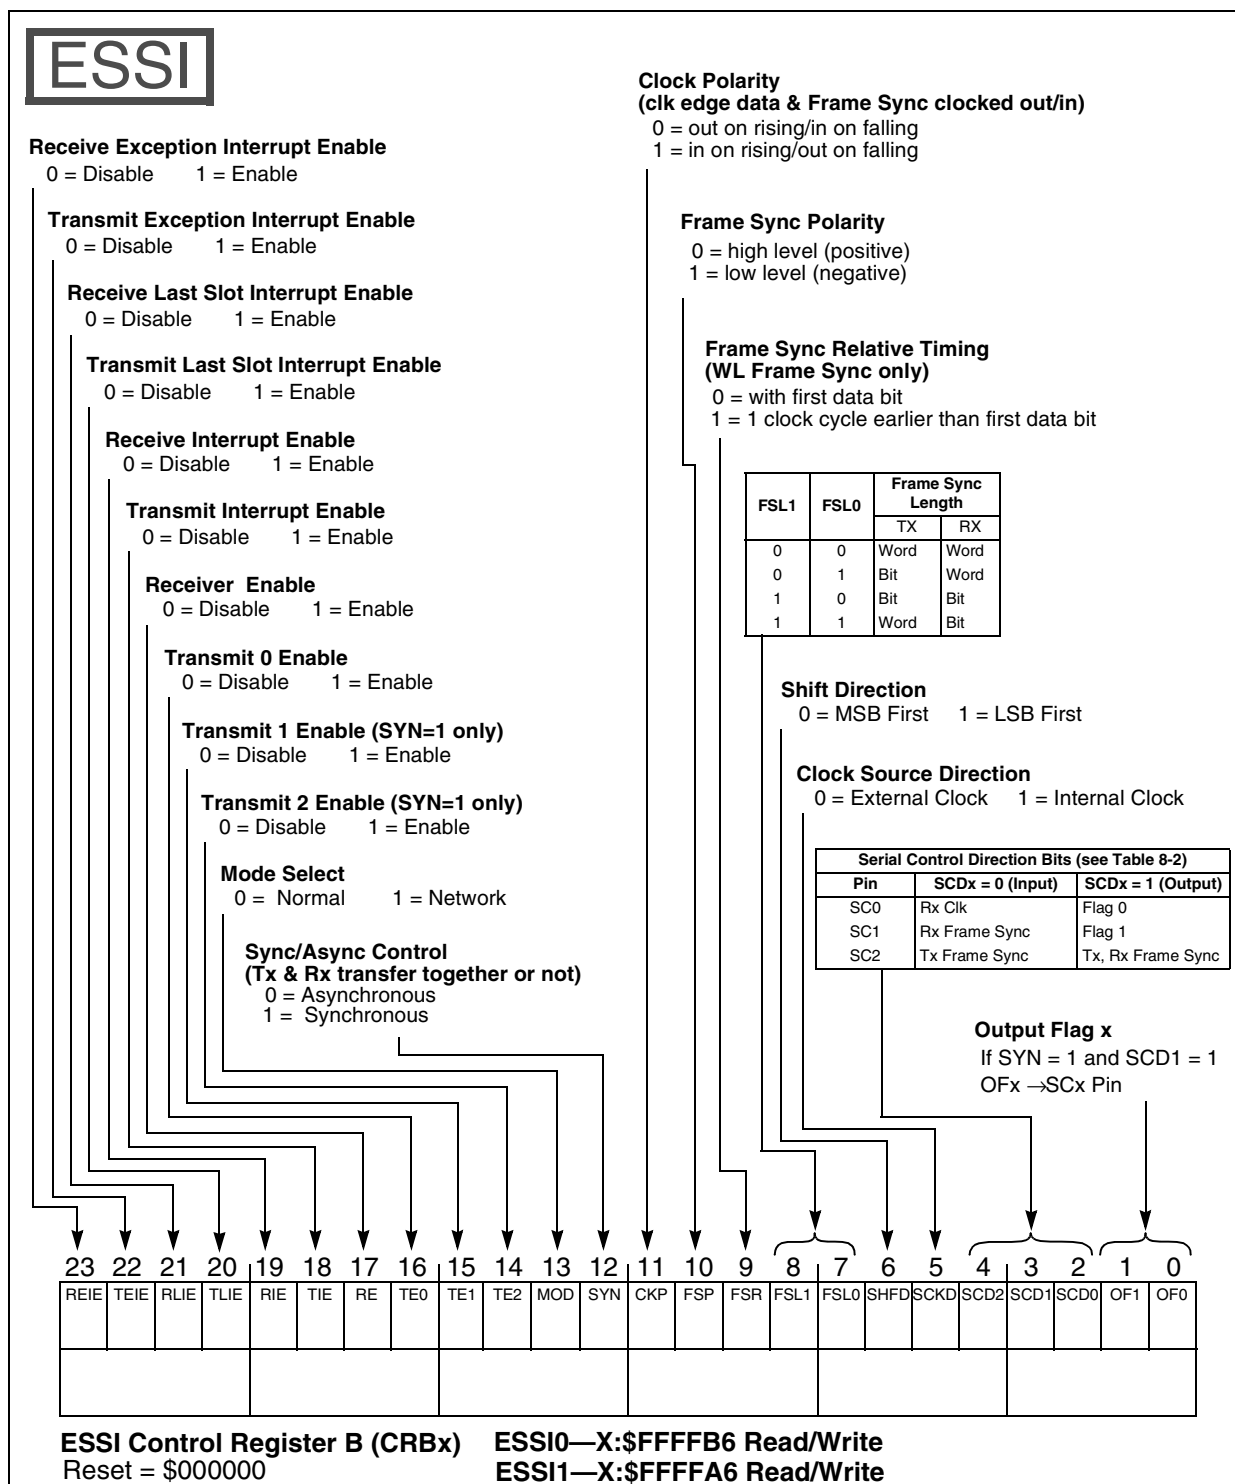 ESSI
Receive Exception Interrupt Enable
0 = Disable 1 = Enable
Transmit Exception Interrupt Enable
0 = Disable 1 = Enable
Receive Last Slot Interrupt Enable
0 = Disable 1 = Enable
Transmit Last Slot Interrupt Enable
0 = Disable 1 = Enable
Receive Interrupt Enable
0 = Disable 1 = Enable
Transmit Interrupt Enable
0 = Disable 1 = Enable
Receiver Enable
0 = Disable 1 = Enable
Transmit 0 Enable
0 = Disable 1 = Enable
Transmit 1 Enable (SYN=1 only)
0 = Disable 1 = Enable
Transmit 2 Enable (SYN=1 only)
0 = Disable 1 = Enable
Mode Select
0 = Normal 1 = Network
Sync/Async Control
(Tx & Rx transfer together or not)
0 = Asynchronous
1 = Synchronous
Clock Polarity
(clk edge data & Frame Sync clocked out/in)
0 = out on rising/in on falling
1 = in on rising/out on falling
Frame Sync Polarity
0 = high level (positive)
1 = low level (negative)
Frame Sync Relative Timing
(WL Frame Sync only)
0 = with first data bit
1 = 1 clock cycle earlier than first data bit
FSL1 FSL0 Frame Sync Length
TX RX
0 0 Word Word
0 1 Bit Word
1 0 Bit Bit
1 1 Word Bit
Shift Direction
0 = MSB First 1 = LSB First
Clock Source Direction
0 = External Clock 1 = Internal Clock
Serial Control Direction Bits (see Table 8-2)
Pin SCDx = 0 (Input) SCDx = 1 (Output)
SC0 Rx Clk Flag 0
SC1 Rx Frame Sync Flag 1
SC2 Tx Frame Sync Tx, Rx Frame Sync
Output Flag x
If SYN = 1 and SCD1 = 1
OFx →SCx Pin
23 22 21 20 19 18 17 16 15 14 13 12 11 10 9 8 7 6 5 4 3 2 1 0
REIE TEIE RLIE TLIE RIE TIE RE TE0 TE1 TE2 MOD SYN CKP FSP FSR FSL1 FSL0 SHFD SCKD SCD2 SCD1 SCD0 OF1 OF0
ESSI Control Register B (CRBx) ESSI0—X:$FFFFB6 Read/Write
Reset = $000000 ESSI1—X:$FFFFA6 Read/Write